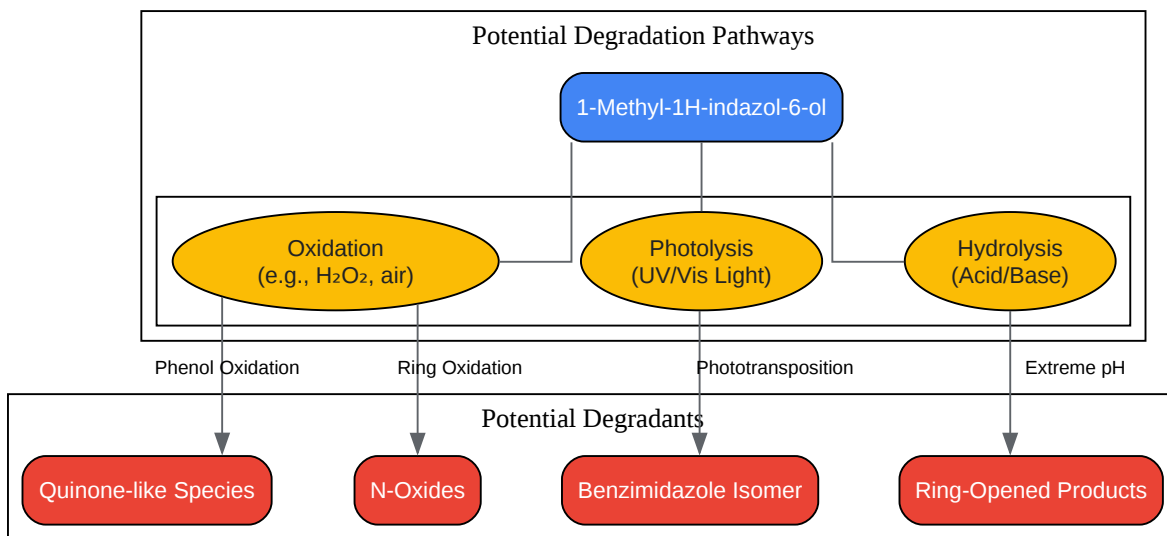 Potential Degradation Pathways
1-Methyl-1H-indazol-6-ol
Oxidation
(e.g., H₂O₂, air)
Photolysis
(UV/Vis Light)
Hydrolysis
(Acid/Base)
Phenol Oxidation
Ring Oxidation
Phototransposition
Extreme pH
Potential Degradants
Quinone-like Species
N-Oxides
Benzimidazole Isomer
Ring-Opened Products